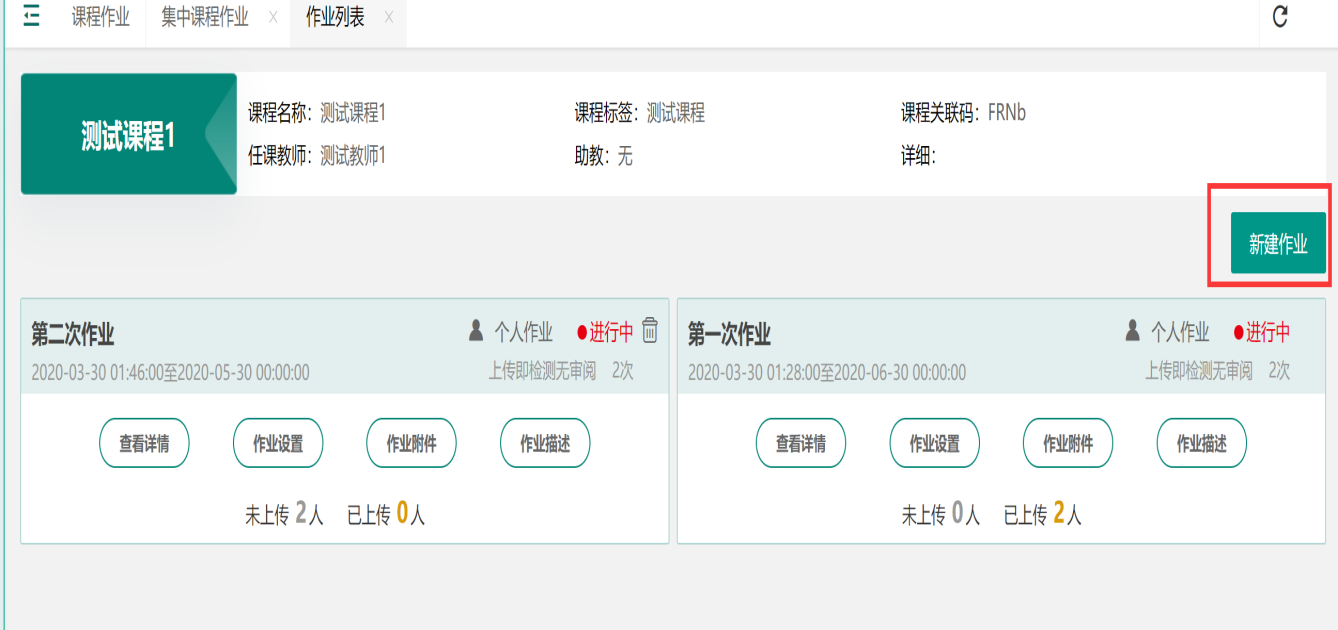 课程作业 集中课程作业 × 作业列表 ×
测试课程1
课程名称：测试课程1 课程标签：测试课程 课程关联码：FRNb
任课教师：测试教师1 助教：无 详细：
新建作业
第二次作业 个人作业 ●进行中
2020-03-30 01:46:00至2020-05-30 00:00:00 上传即检测无审阅 2次
查看详情 作业设置 作业附件 作业描述
未上传 2人 已上传 0人
第一次作业 个人作业 ●进行中
2020-03-30 01:28:00至2020-06-30 00:00:00 上传即检测无审阅 2次
查看详情 作业设置 作业附件 作业描述
未上传 0人 已上传 2人